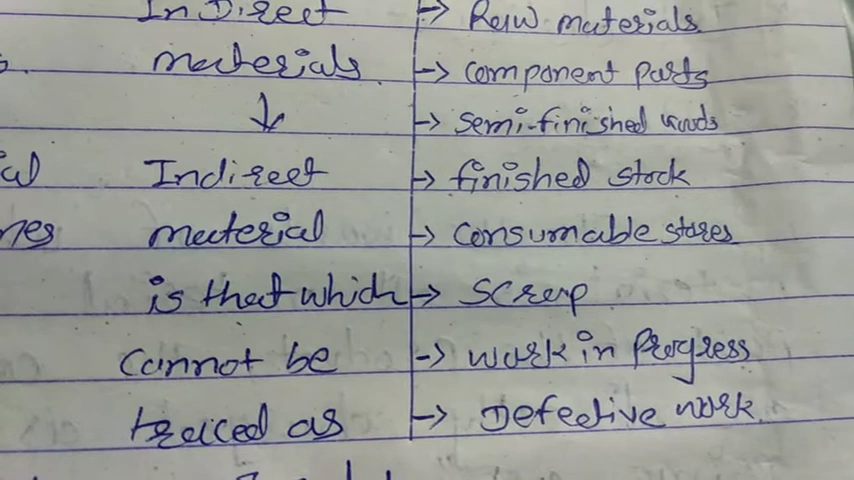 InDirect
materials.
↓
Indirect
material
is that which
cannot be
traced as
→ Raw materials.
→ component parts
→ semi-finished goods
→ finished stock
→ consumable stores
→ Screap
→ work in Progress
→ Defective work.